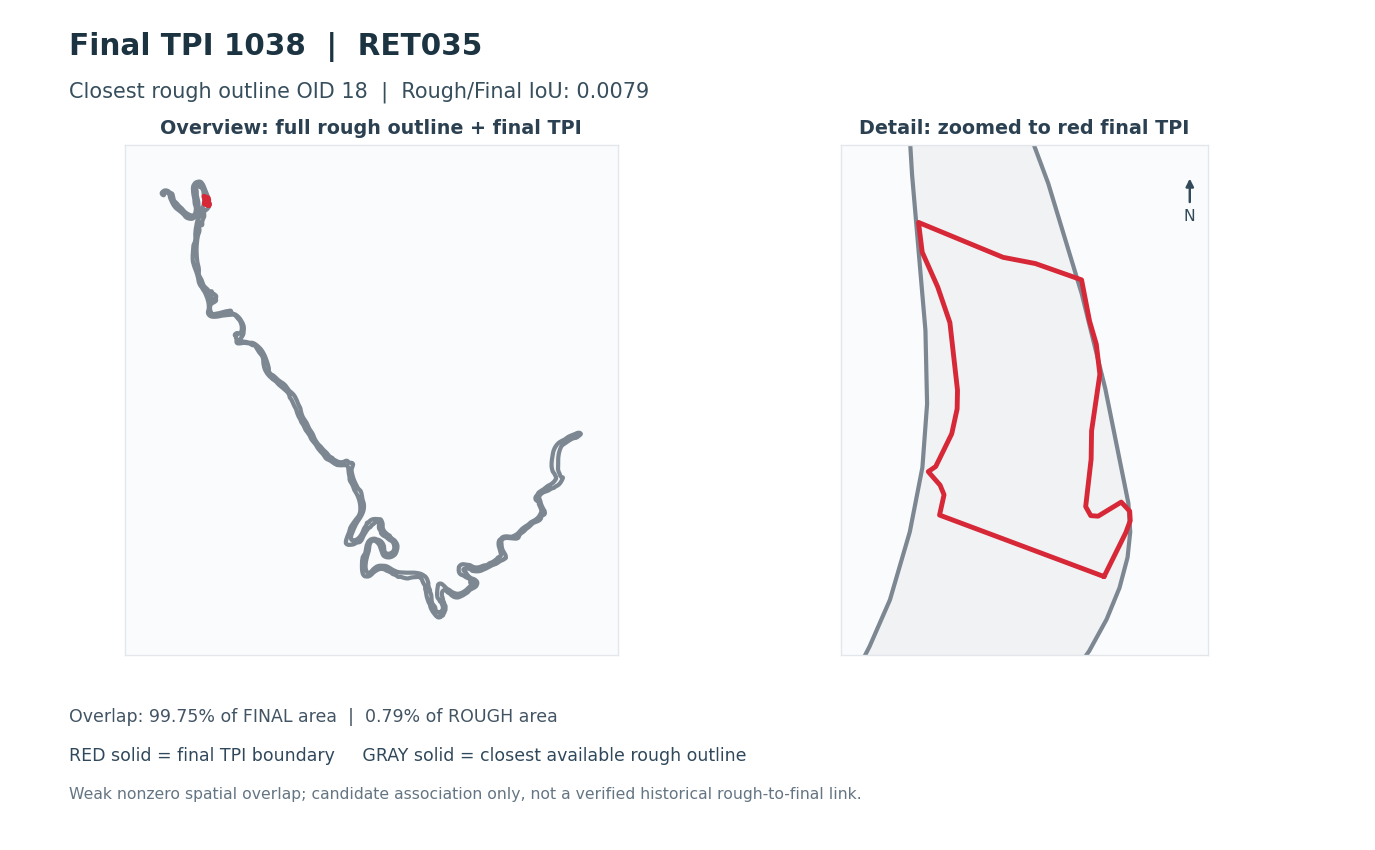 Final TPI 1038 | RET035
Closest rough outline OID 18 | Rough/Final IoU: 0.0079
Overview: full rough outline + final TPI
Detail: zoomed to red final TPI
N
Overlap: 99.75% of FINAL area | 0.79% of ROUGH area
RED solid = final TPI boundary GRAY solid = closest available rough outline
Weak nonzero spatial overlap; candidate association only, not a verified historical rough-to-final link.